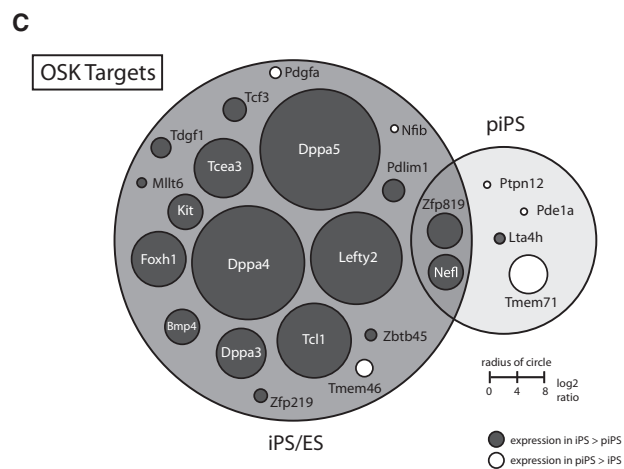 C
OSK Targets
Pdgfa
Tcf3
Dppa5
Nfib
piPS
Tdgf1
Tcea3
Pdlim1
Mllt6
Ptpn12
Kit
Zfp819
Pde1a
Lta4h
Foxh1
Dppa4
Lefty2
Nefl
Tmem71
Bmp4
Dppa3
Tcl1
Zbtb45
Tmem46
Zfp219
iPS/ES
radius of circle
0 4 8
log2
ratio
expression in iPS > piPS
expression in piPS > iPS